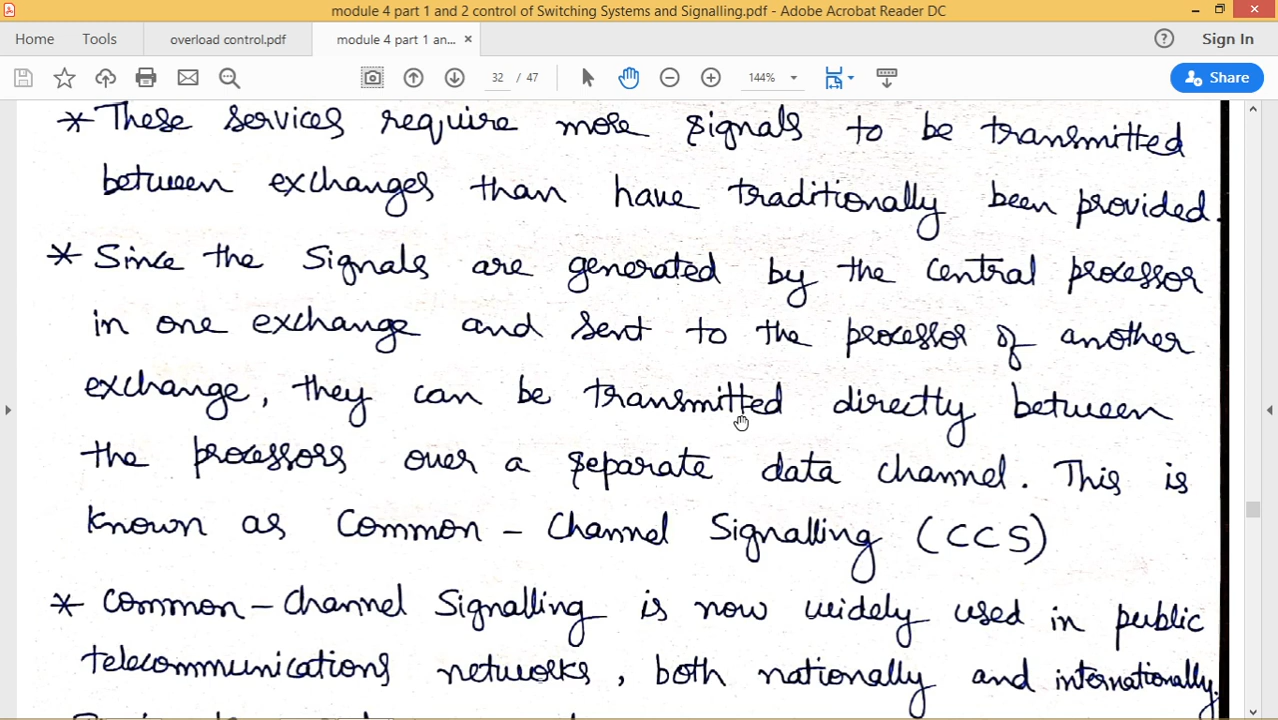 module 4 part 1 and 2 control of Switching Systems and Signalling.pdf - Adobe Acrobat Reader DC
Home Tools overload control.pdf module 4 part 1 an... × Sign In
32 / 47 144% Share
* These services require more signals to be transmitted
between exchanges than have traditionally been provided.
* Since the signals are generated by the central processor
in one exchange and sent to the processor of another
exchange, they can be transmitted directly between
the processors over a separate data channel. This is
known as Common - Channel Signalling (CCS)
* Common - Channel Signalling is now widely used in public
telecommunications networks, both nationally and internationally.